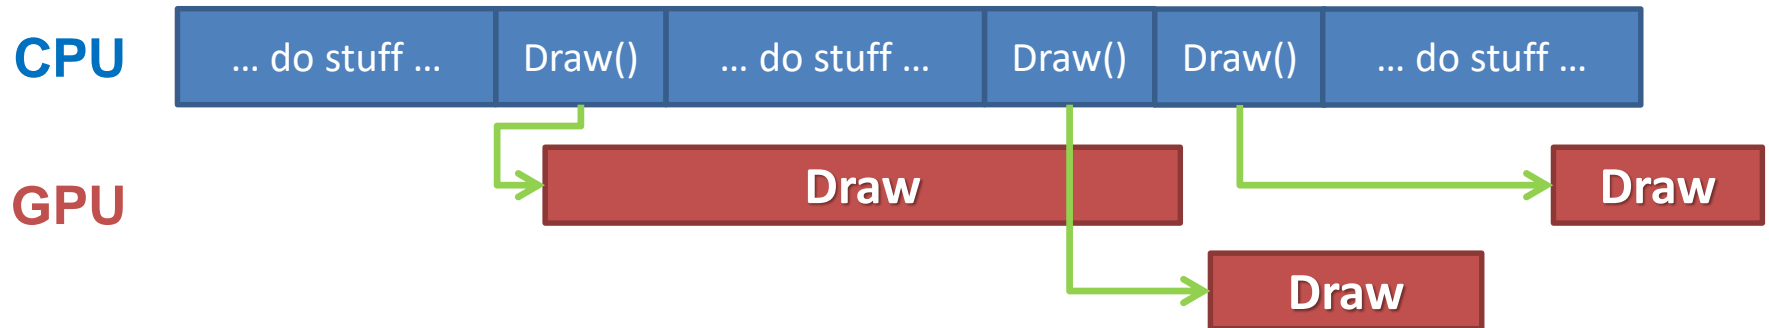 CPU
... do stuff ...
Draw()
... do stuff ...
Draw()
Draw()
... do stuff ...
GPU
Draw
Draw
Draw